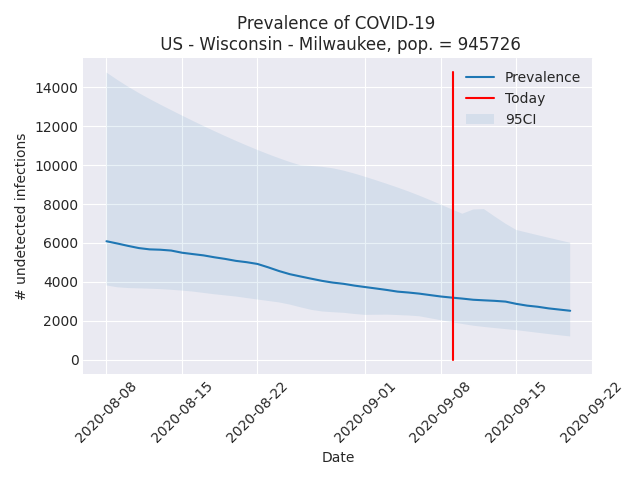 Prevalence of COVID-19
US - Wisconsin - Milwaukee, pop. = 945726
Prevalence
Today
95CI
14000
12000
10000
8000
6000
4000
2000
0
# undetected infections
2020-08-08
2020-08-15
2020-08-22
2020-09-01
2020-09-08
2020-09-15
2020-09-22
Date